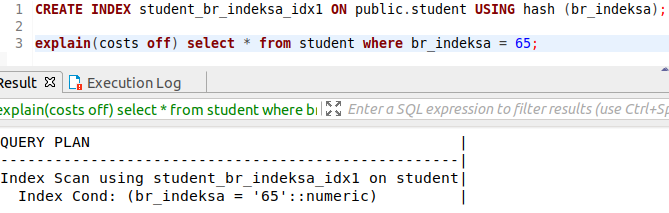 1 CREATE INDEX student_br_indeksa_idx1 ON public.student USING hash (br_indeksa);
2
3 explain(costs off) select * from student where br_indeksa = 65;
Result Execution Log
explain(costs off) select * from student where br Enter a SQL expression to filter results (use Ctrl+Sp
QUERY PLAN |
--------------------------------------------------|
Index Scan using student_br_indeksa_idx1 on student|
Index Cond: (br_indeksa = '65'::numeric) |